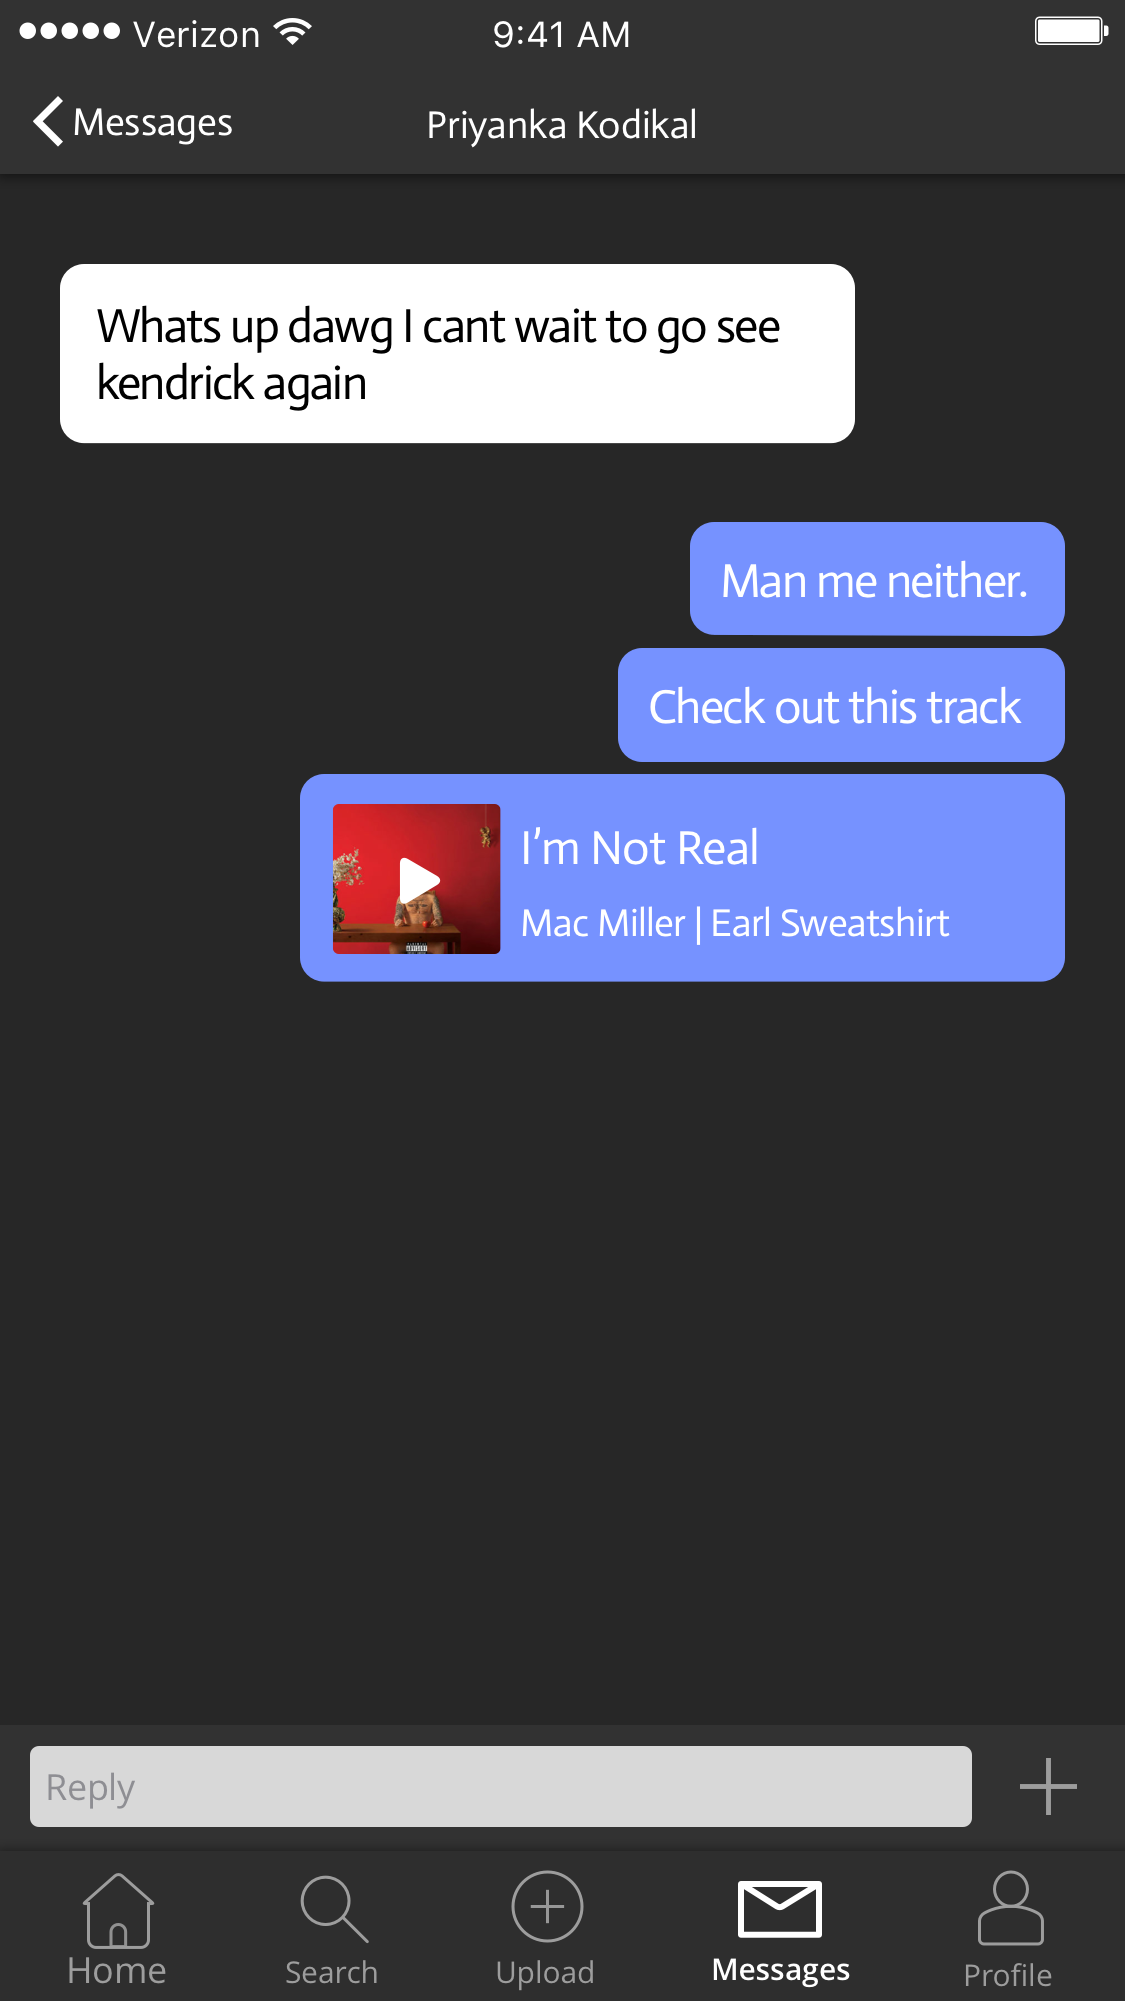 Verizon 9:41 AM
Messages Priyanka Kodikal
Whats up dawg I cant wait to go see
kendrick again
Man me neither.
Check out this track
I'm Not Real
Mac Miller | Earl Sweatshirt
Reply
Home Search Upload Messages Profile